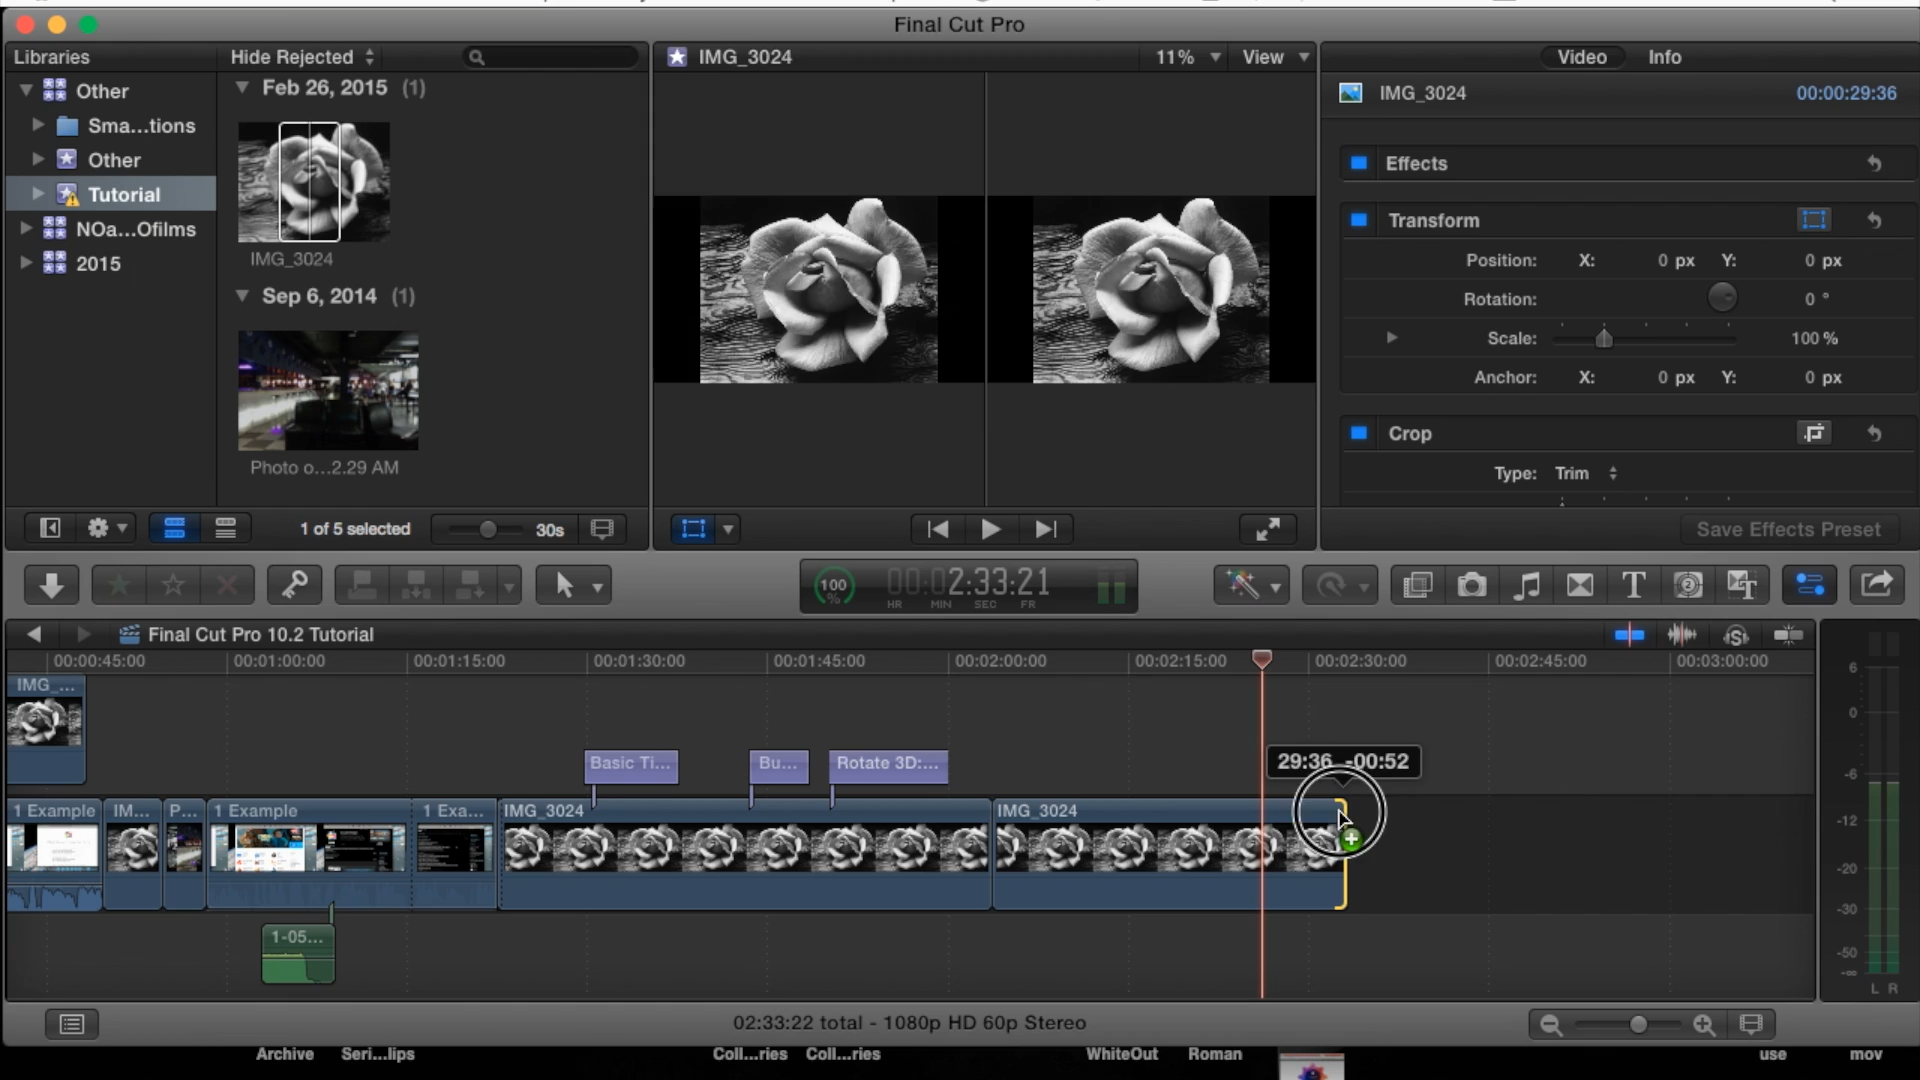 Final Cut Pro
Libraries
Hide Rejected
IMG_3024
11%
View
Video
Info
Other
Sma...tions
Other
Tutorial
NOa...Ofilms
2015
Feb 26, 2015 (1)
IMG_3024
Sep 6, 2014 (1)
Photo o...2.29 AM
IMG_3024
00:00:29:36
Effects
Transform
Position: X: 0 px Y: 0 px
Rotation: 0 °
Scale: 100 %
Anchor: X: 0 px Y: 0 px
Crop
Type: Trim
1 of 5 selected
30s
Save Effects Preset
100 %
00:02:33:21
HR MIN SEC FR
T
Final Cut Pro 10.2 Tutorial
00:00:45:00 00:01:00:00 00:01:15:00 00:01:30:00 00:01:45:00 00:02:00:00 00:02:15:00 00:02:30:00 00:02:45:00 00:03:00:00
IMG_...
Basic Ti...
Bu...
Rotate 3D:...
29:36 -00:52
1 Example
IM...
P...
1 Example
1 Exa...
IMG_3024
IMG_3024
1-05...
6
0
-6
-12
-20
-30
-50
-∞
L R
02:33:22 total - 1080p HD 60p Stereo
Archive
Seri...lips
Coll...ries
Coll...ries
WhiteOut
Roman
use
mov